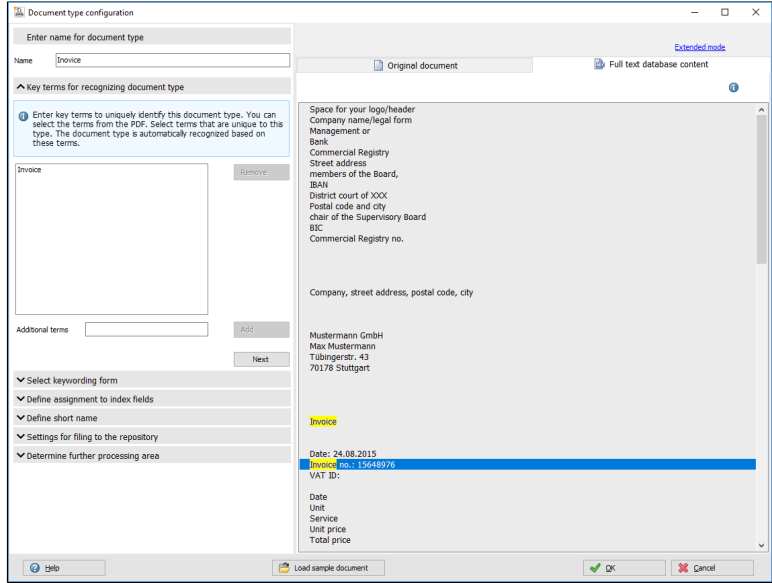 Document type configuration
Enter name for document type
Name
Inovice
Key terms for recognizing document type
Enter key terms to uniquely identify this document type. You can
select the terms from the PDF. Select terms that are unique to this
type. The document type is automatically recognized based on
these terms.
Invoice
Remove
Additional terms
Add
Next
Select keywording form
Define assignment to index fields
Define short name
Settings for filing to the repository
Determine further processing area
Extended mode
Original document
Full text database content
Space for your logo/header
Company name/legal form
Management or
Bank
Commercial Registry
Street address
members of the Board,
IBAN
District court of XXX
Postal code and city
chair of the Supervisory Board
BIC
Commercial Registry no.
Company, street address, postal code, city
Mustermann GmbH
Max Mustermann
Tübingerstr. 43
70178 Stuttgart
Invoice
Date: 24.08.2015
Invoice no.: 15648976
VAT ID:
Date
Unit
Service
Unit price
Total price
Help
Load sample document
OK
Cancel